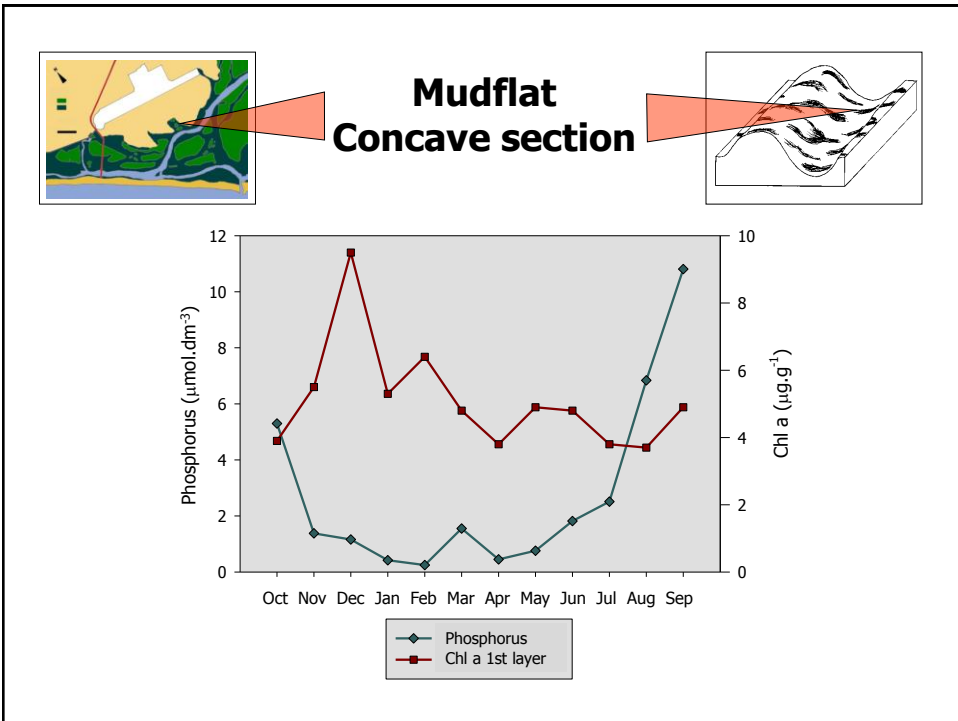 Mudflat
Concave section
12
10
8
6
4
2
0
Phosphorus (μmol.dm-3)
10
8
6
4
2
0
Chl a (μg.g-1)
Oct Nov Dec Jan Feb Mar Apr May Jun Jul Aug Sep
Phosphorus
Chl a 1st layer